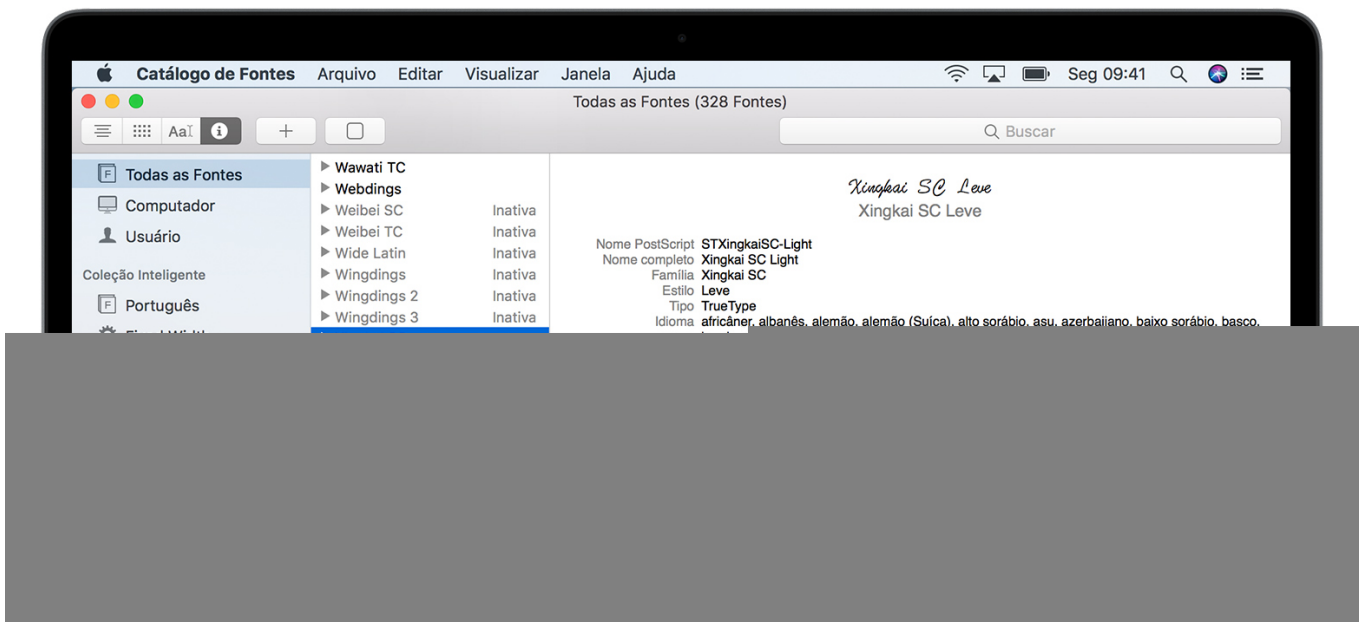 Catálogo de Fontes Arquivo Editar Visualizar Janela Ajuda Seg 09:41
Todas as Fontes (328 Fontes)
Aa Buscar
Todas as Fontes
Computador
Usuário
Coleção Inteligente
Português
Wawati TC
Webdings
Weibei SC Inativa
Weibei TC Inativa
Wide Latin Inativa
Wingdings Inativa
Wingdings 2 Inativa
Wingdings 3 Inativa
Xingkai SC Leve
Xingkai SC Leve
Nome PostScript STXingkaiSC-Light
Nome completo Xingkai SC Light
Família Xingkai SC
Estilo Leve
Tipo TrueType
Idioma africâner, albanês, alemão, alemão (Suíça), alto sorábio, asu, azerbaijano, baixo sorábio, basco,